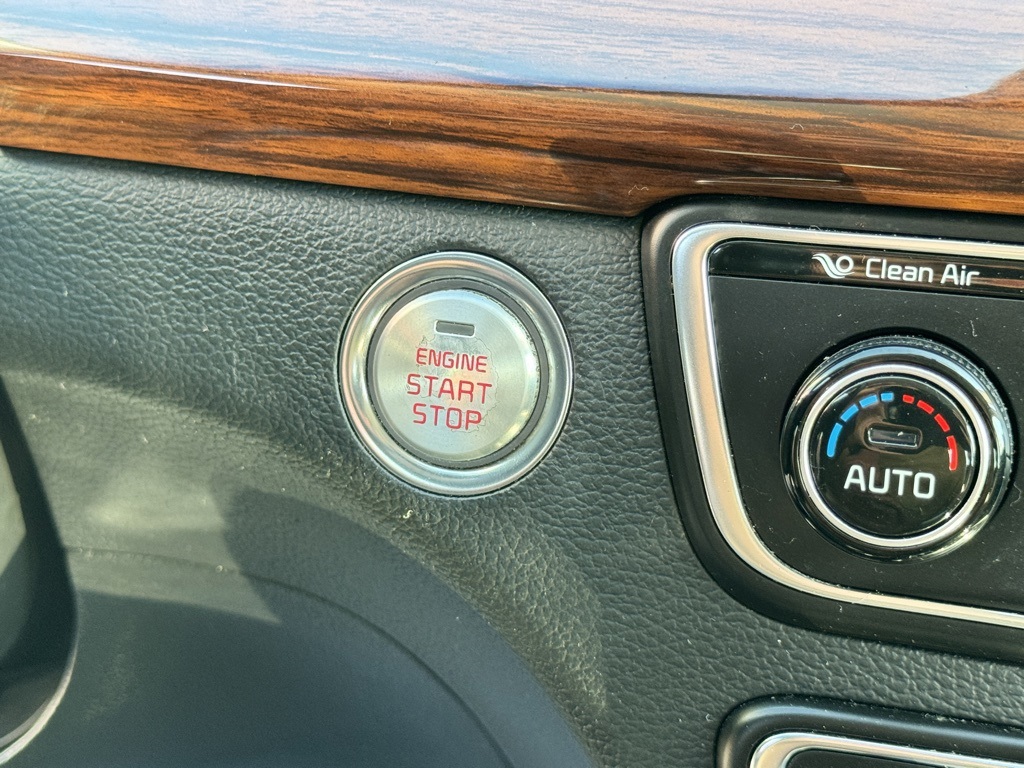 Clean Air
ENGINE
START
STOP
AUTO